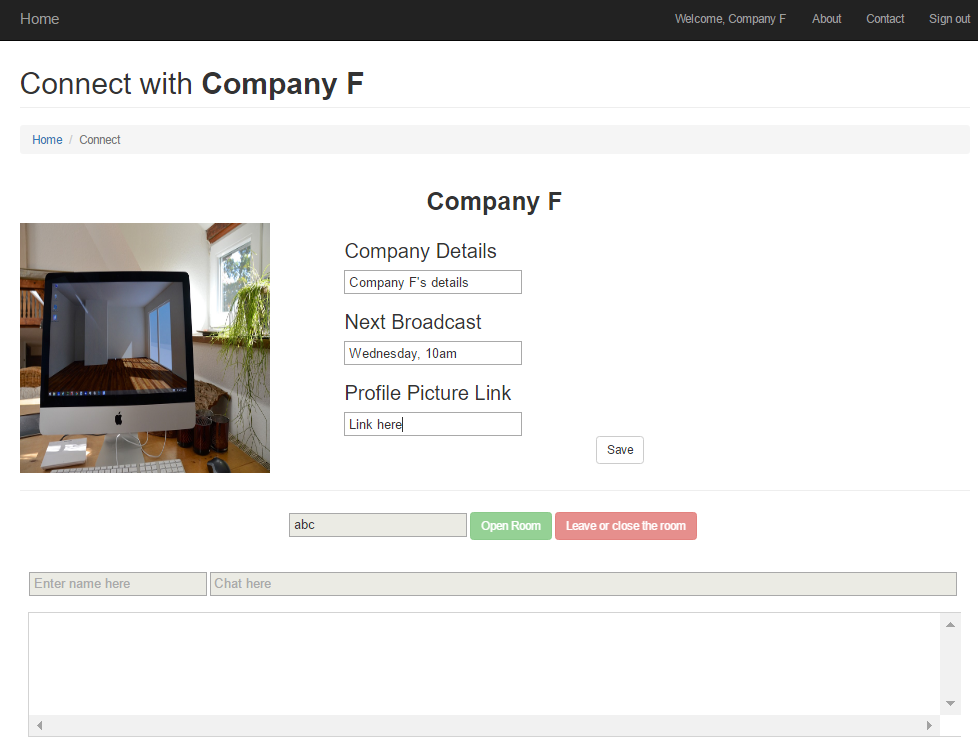 Home Welcome, Company F About Contact Sign out
Connect with Company F
Home / Connect
Company F
Company Details
Company F's details
Next Broadcast
Wednesday, 10am
Profile Picture Link
Link here
Save
abc Open Room Leave or close the room
Enter name here Chat here